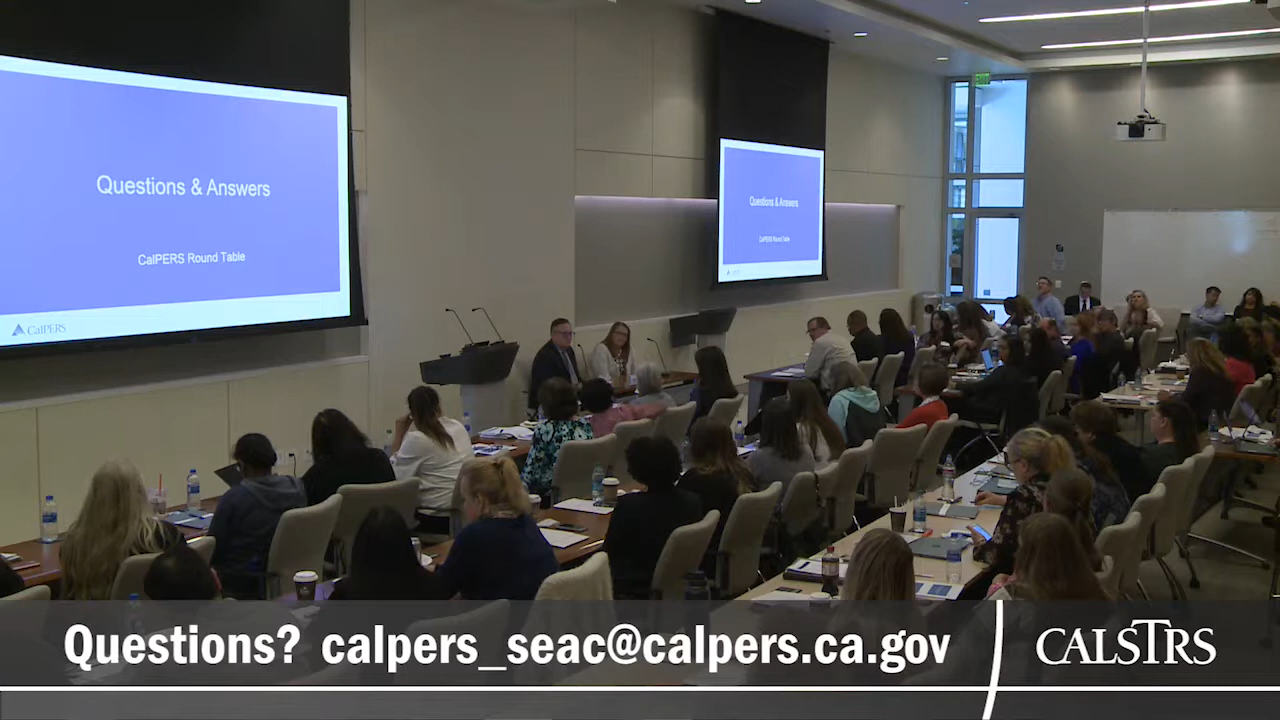 Questions & Answers
CalPERS Round Table
CalPERS
Questions & Answers
CalPERS Round Table
Questions? calpers_seac@calpers.ca.gov
CALSTRS